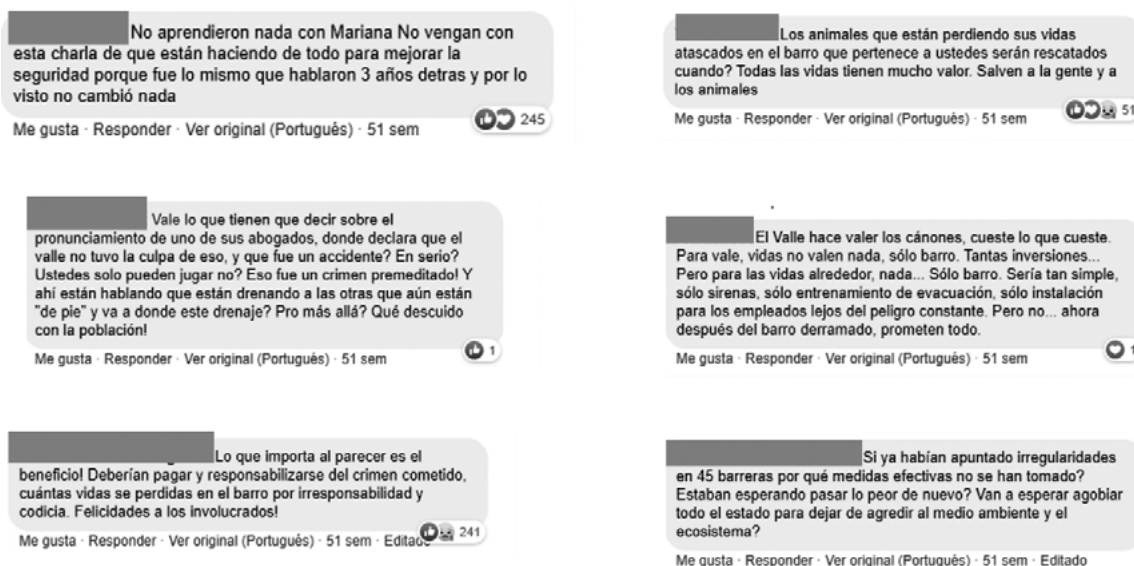 No aprendieron nada con Mariana No vengan con
esta charla de que están haciendo de todo para mejorar la
seguridad porque fue lo mismo que hablaron 3 años detras y por lo
visto no cambió nada
245
Me gusta · Responder · Ver original (Portugués) · 51 sem
Los animales que están perdiendo sus vidas
atascados en el barro que pertenece a ustedes serán rescatados
cuando? Todas las vidas tienen mucho valor. Salven a la gente y a
los animales
51
Me gusta · Responder · Ver original (Portugués) · 51 sem
Vale lo que tienen que decir sobre el
pronunciamiento de uno de sus abogados, donde declara que el
valle no tuvo la culpa de eso, y que fue un accidente? En serio?
Ustedes solo pueden jugar no? Eso fue un crimen premeditado! Y
ahí están hablando que están drenando a las otras que aún están
"de pie" y va a donde este drenaje? Pro más allá? Qué descuido
con la población!
1
Me gusta · Responder · Ver original (Portugués) · 51 sem
El Valle hace valer los cánones, cueste lo que cueste.
Para vale, vidas no valen nada, sólo barro. Tantas inversiones...
Pero para las vidas alrededor, nada... Sólo barro. Sería tan simple,
sólo sirenas, sólo entrenamiento de evacuación, sólo instalación
para los empleados lejos del peligro constante. Pero no... ahora
después del barro derramado, prometen todo.
1
Me gusta · Responder · Ver original (Portugués) · 51 sem
Lo que importa al parecer es el
beneficio! Deberían pagar y responsabilizarse del crimen cometido,
cuántas vidas se perdidas en el barro por irresponsabilidad y
codicia. Felicidades a los involucrados!
241
Me gusta · Responder · Ver original (Portugués) · 51 sem · Editado
Si ya habían apuntado irregularidades
en 45 barreras por qué medidas efectivas no se han tomado?
Estaban esperando pasar lo peor de nuevo? Van a esperar agobiar
todo el estado para dejar de agredir al medio ambiente y el
ecosistema?
Me gusta · Responder · Ver original (Portugués) · 51 sem · Editado